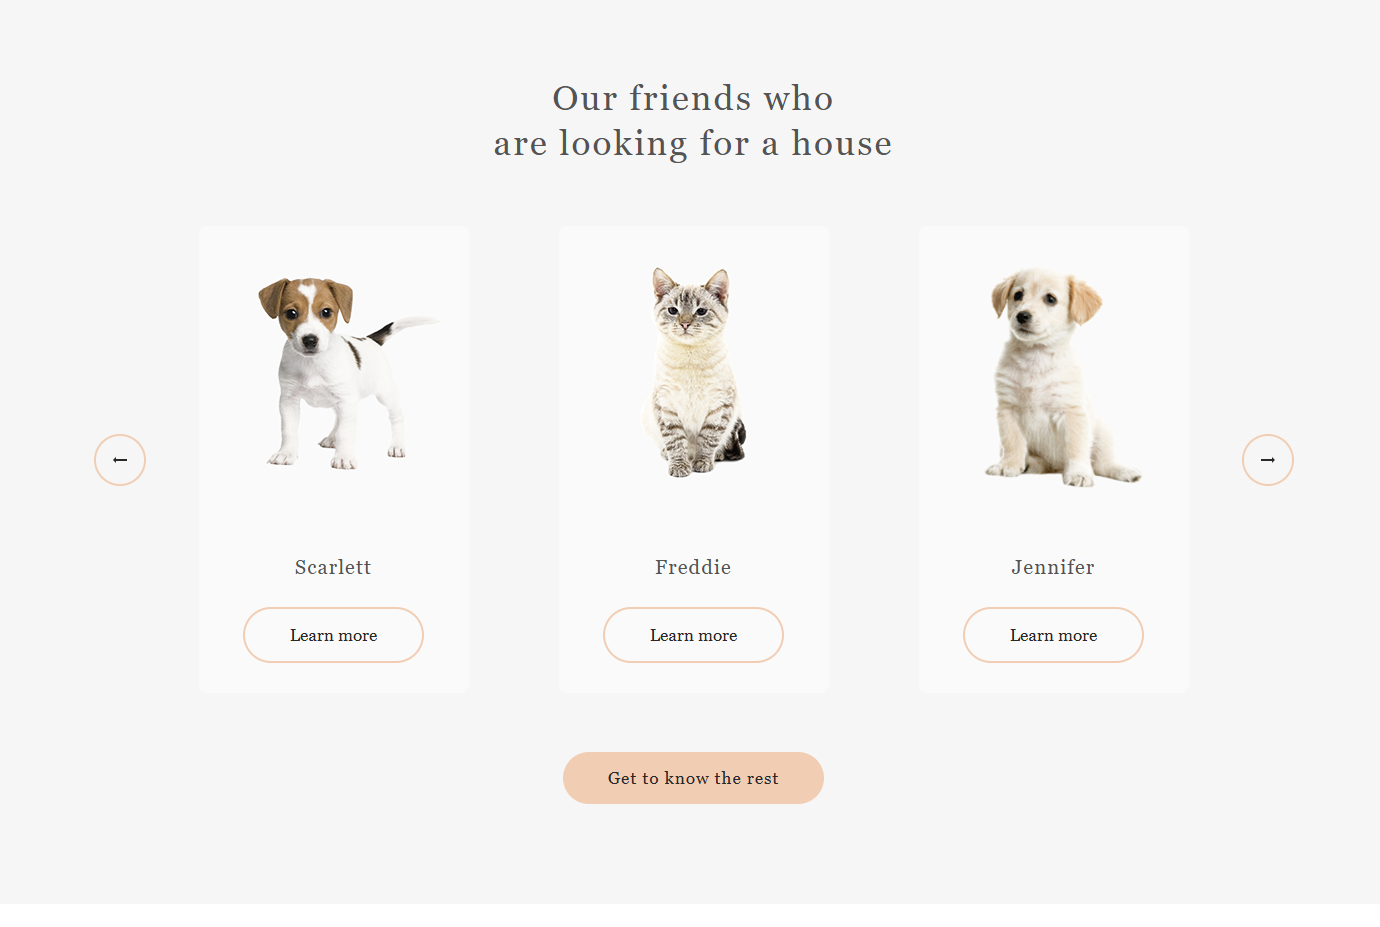 Our friends who
are looking for a house
Scarlett
Freddie
Jennifer
Learn more
Learn more
Learn more
Get to know the rest